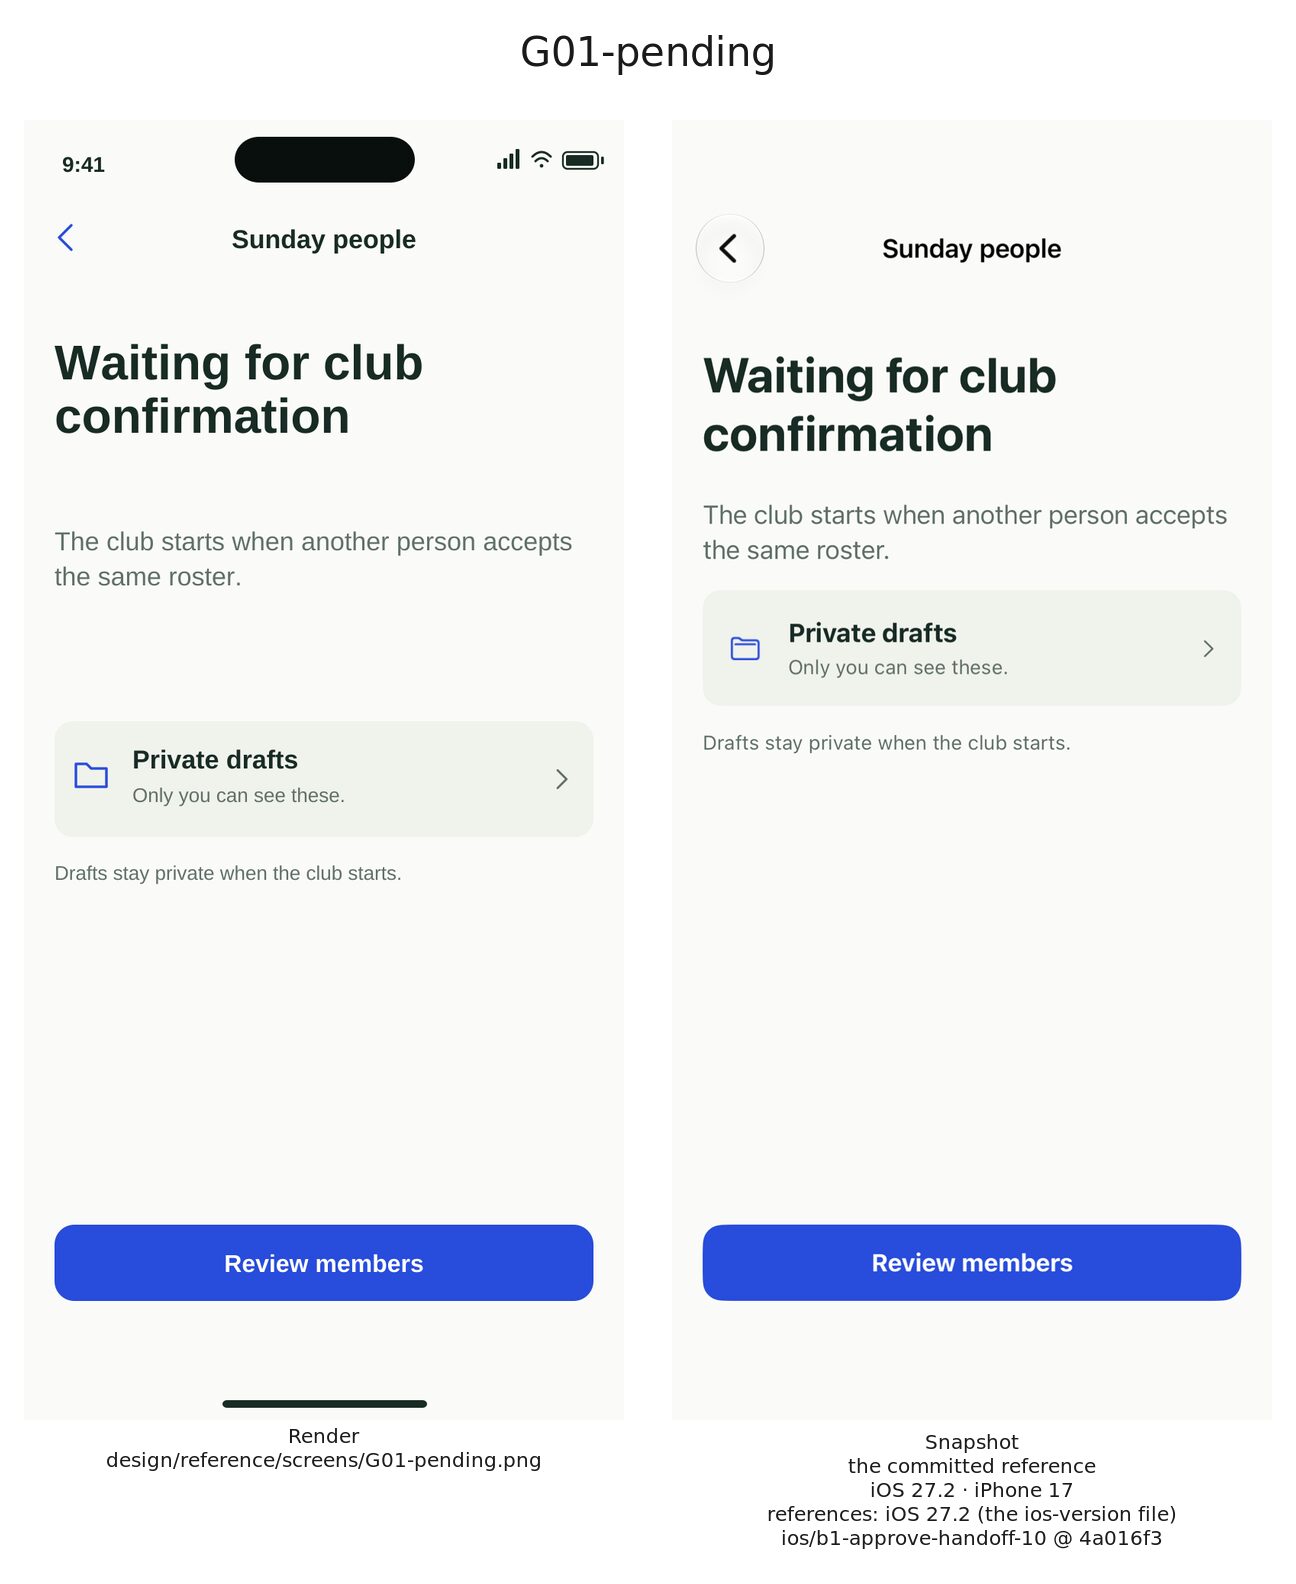 G01-pending
9:41
Sunday people
Waiting for club
confirmation
The club starts when another person accepts
the same roster.
Private drafts
Only you can see these.
Drafts stay private when the club starts.
Review members
Render
design/reference/screens/G01-pending.png
Sunday people
Waiting for club
confirmation
The club starts when another person accepts
the same roster.
Private drafts
Only you can see these.
Drafts stay private when the club starts.
Review members
Snapshot
the committed reference
iOS 27.2 · iPhone 17
references: iOS 27.2 (the ios-version file)
ios/b1-approve-handoff-10 @ 4a016f3